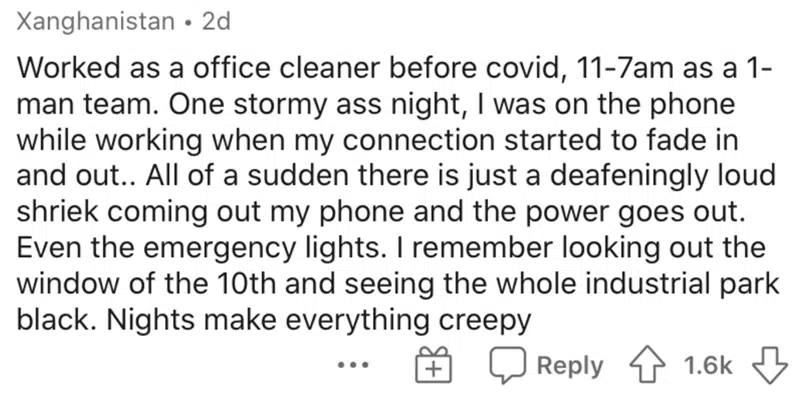 Xanghanistan • 2d
Worked as a office cleaner before covid, 11-7am as a 1-
man team. One stormy ass night, I was on the phone
while working when my connection started to fade in
and out.. All of a sudden there is just a deafeningly loud
shriek coming out my phone and the power goes out.
Even the emergency lights. I remember looking out the
window of the 10th and seeing the whole industrial park
black. Nights make everything creepy
Reply 1.6k